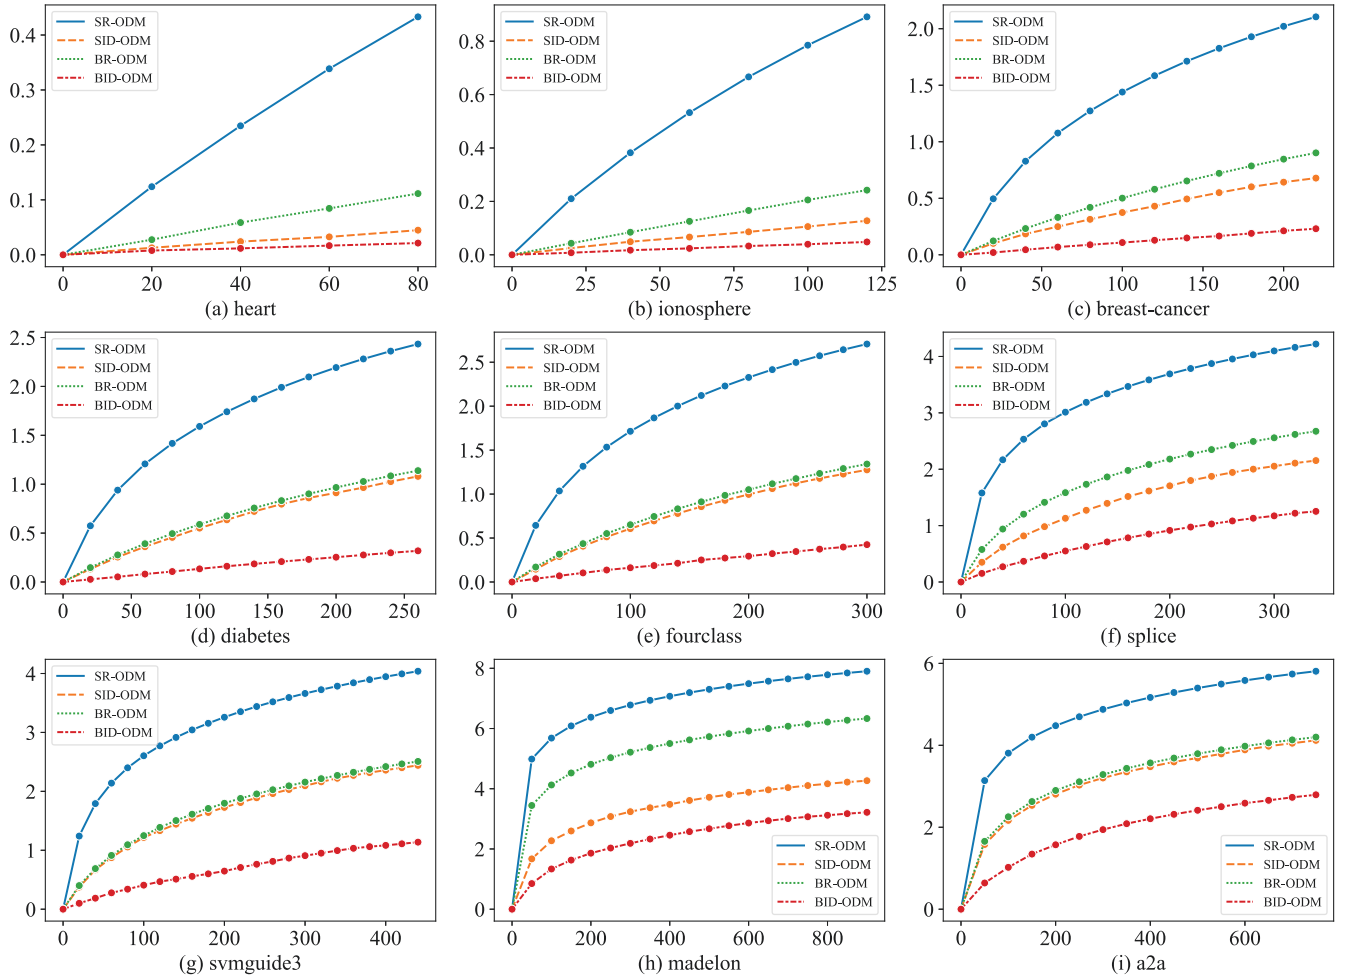 0.4
0.3
0.2
0.1
0.0
SR-ODM
SID-ODM
BR-ODM
BID-ODM
0 20 40 60 80
(a) heart
0.8
0.6
0.4
0.2
0.0
SR-ODM
SID-ODM
BR-ODM
BID-ODM
0 25 50 75 100 125
(b) ionosphere
2.0
1.5
1.0
0.5
0.0
SR-ODM
SID-ODM
BR-ODM
BID-ODM
0 50 100 150 200
(c) breast-cancer
2.5
2.0
1.5
1.0
0.5
0.0
SR-ODM
SID-ODM
BR-ODM
BID-ODM
0 50 100 150 200 250
(d) diabetes
2.5
2.0
1.5
1.0
0.5
0.0
SR-ODM
SID-ODM
BR-ODM
BID-ODM
0 100 200 300
(e) fourclass
4
3
2
1
0
SR-ODM
SID-ODM
BR-ODM
BID-ODM
0 100 200 300
(f) splice
4
3
2
1
0
SR-ODM
SID-ODM
BR-ODM
BID-ODM
0 100 200 300 400
(g) svmguide3
8
6
4
2
0
SR-ODM
SID-ODM
BR-ODM
BID-ODM
0 200 400 600 800
(h) madelon
6
4
2
0
SR-ODM
SID-ODM
BR-ODM
BID-ODM
0 200 400 600
(i) a2a